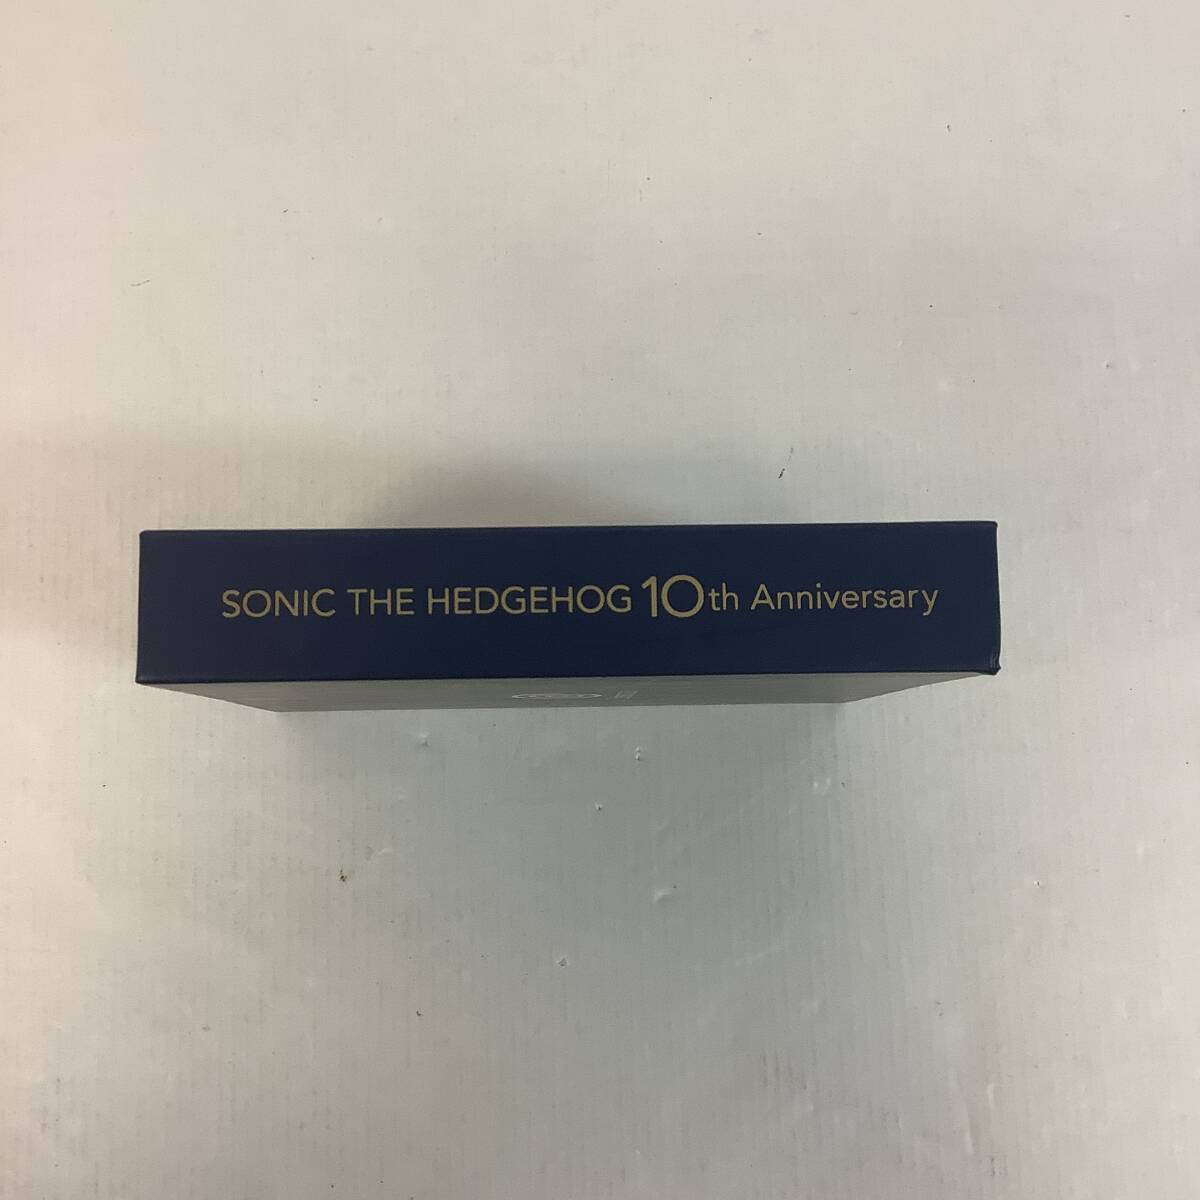 SONIC THE HEDGEHOG 10th Anniversary